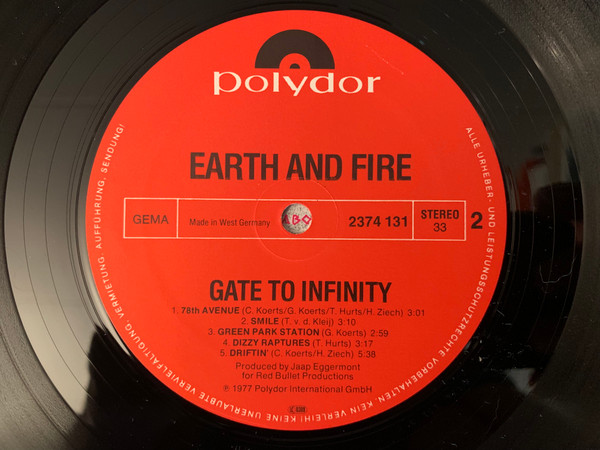 polydor
EARTH AND FIRE
GEMA
Made in West Germany
2374 131
STEREO
33
2
GATE TO INFINITY
1. 78th AVENUE (C. Koerts/G. Koerts/T. Hurts/H. Ziech) 3:01
2. SMILE (T. v. d. Kleij) 3:10
3. GREEN PARK STATION (G. Koerts) 2:59
4. DIZZY RAPTURES (T. Hurts) 3:17
5. DRIFTIN' (C. Koerts/H. Ziech) 5:38
Produced by Jaap Eggermont
for Red Bullet Productions
℗ 1977 Polydor International GmbH
ALLE URHEBER- UND LEISTUNGSSCHUTZRECHTE VORBEHALTEN. KEIN VERLEIH! KEINE UNERLAUBTE VERVIELFÄLTIGUNG, VERMIETUNG, AUFFÜHRUNG, SENDUNG!